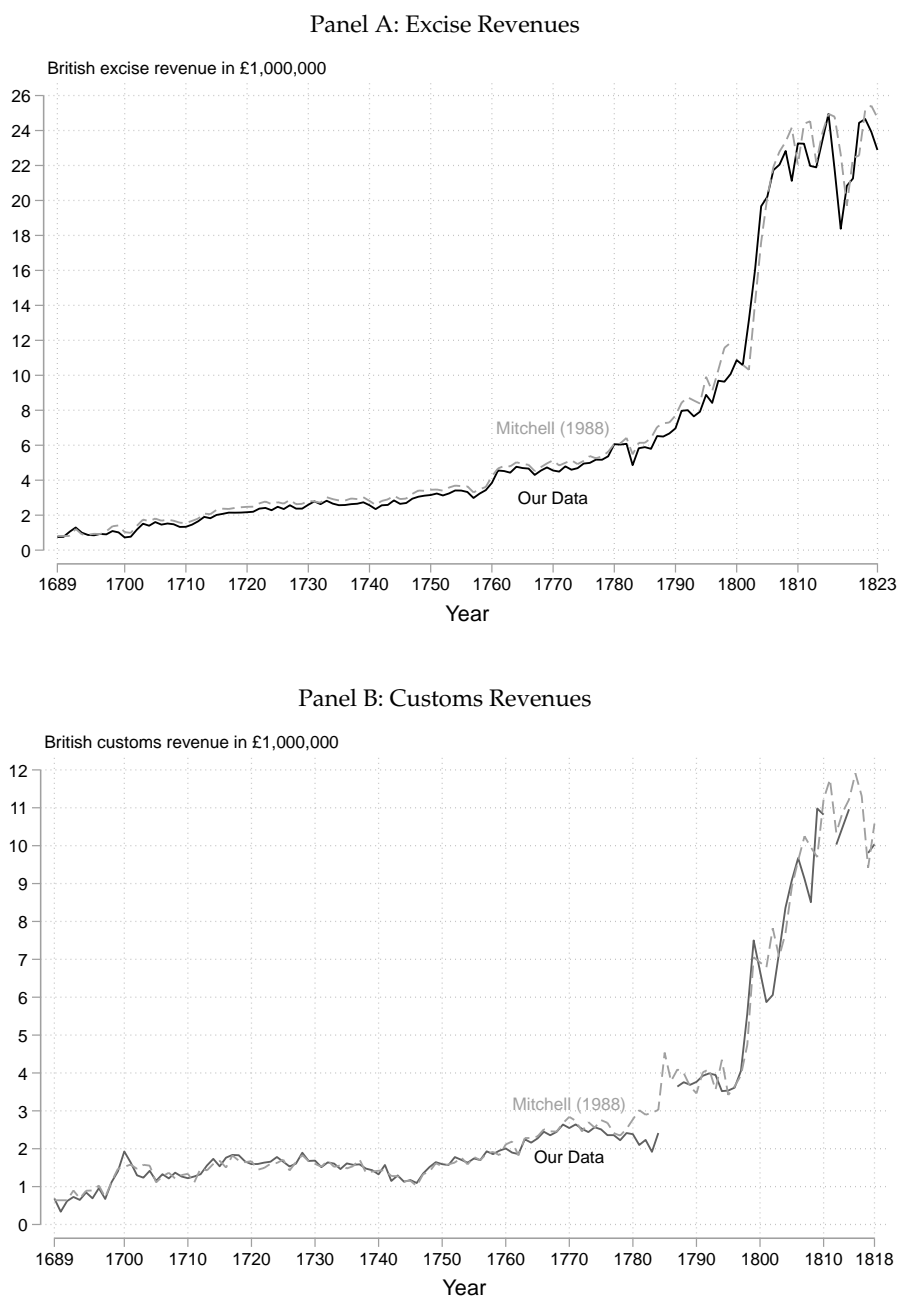 Panel A: Excise Revenues
British excise revenue in £1,000,000
26
24
22
20
18
16
14
12
10
8
6
4
2
0
Mitchell (1988)
Our Data
1689 1700 1710 1720 1730 1740 1750 1760 1770 1780 1790 1800 1810 1823
Year
Panel B: Customs Revenues
British customs revenue in £1,000,000
12
11
10
9
8
7
6
5
4
3
2
1
0
Mitchell (1988)
Our Data
1689 1700 1710 1720 1730 1740 1750 1760 1770 1780 1790 1800 1810 1818
Year